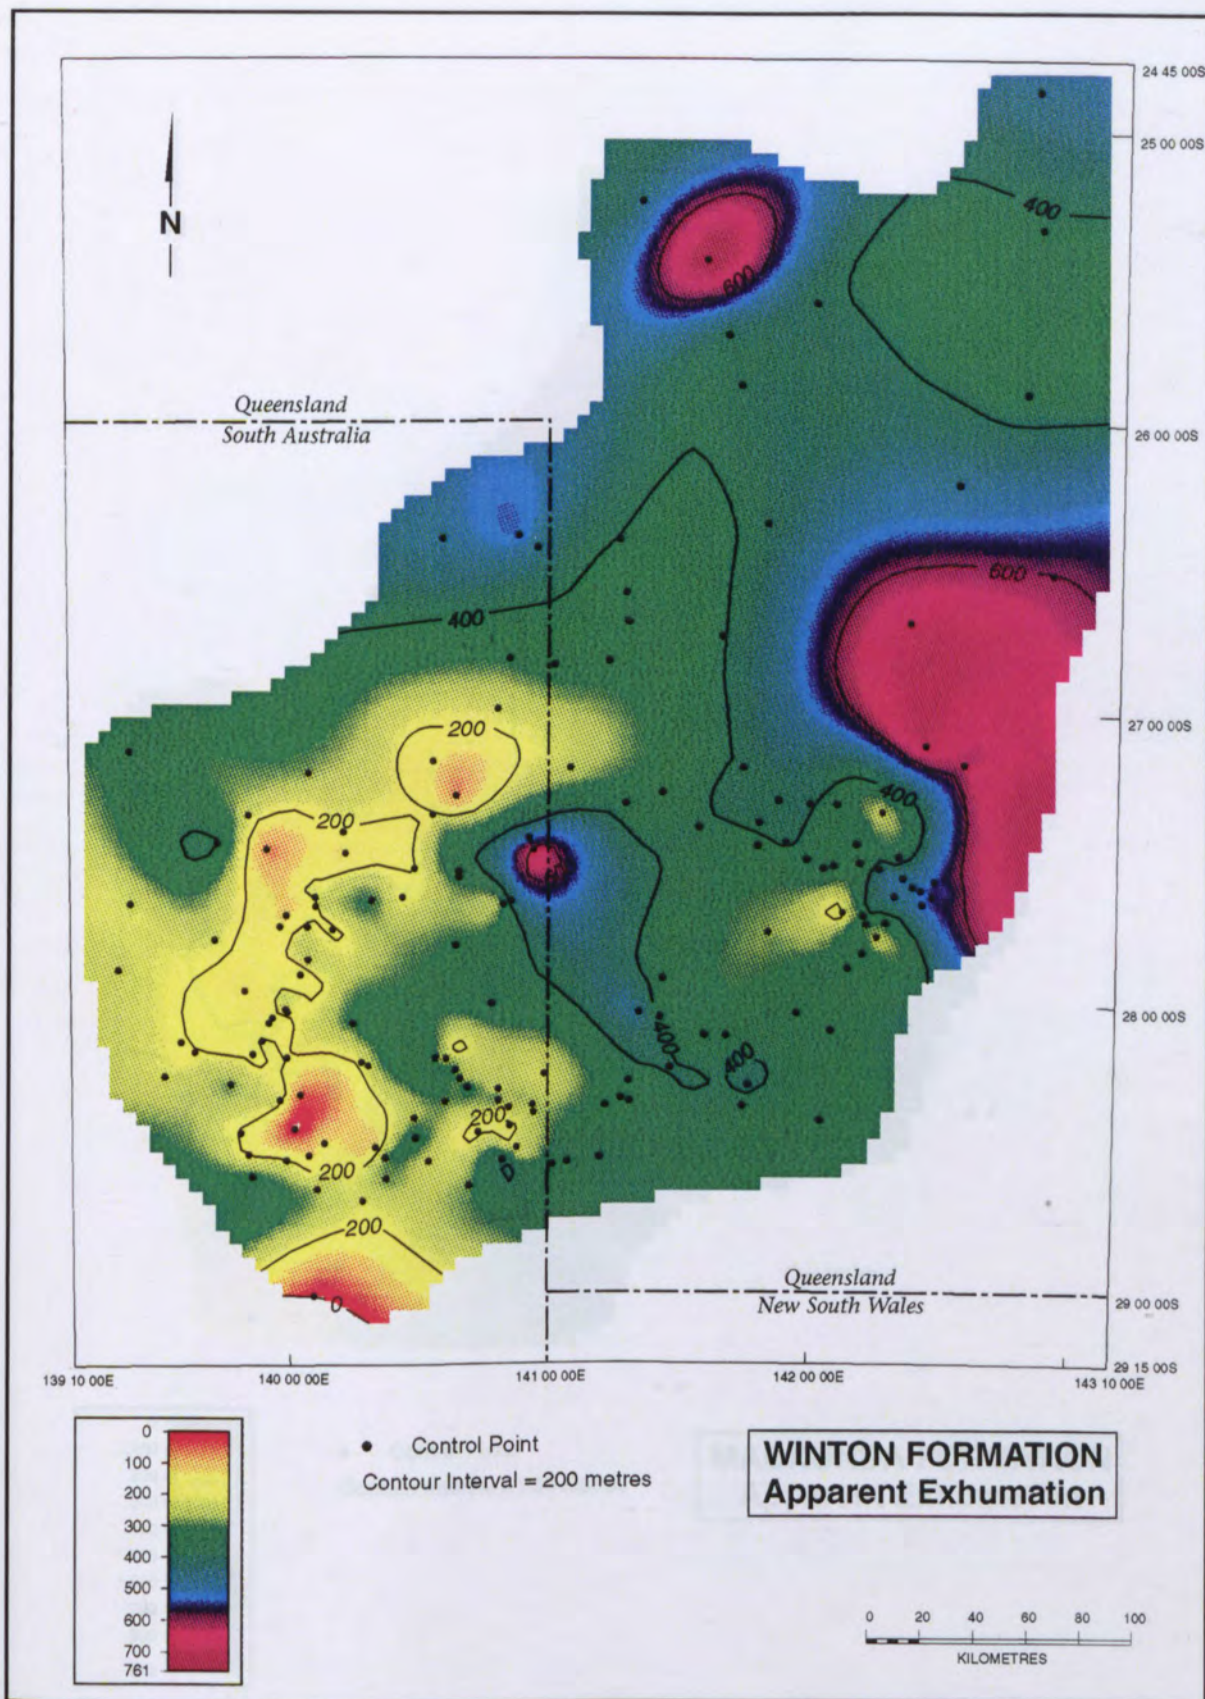 24 45 00S
25 00 00S
N
400
600
Queensland
South Australia
26 00 00S
600
400
27 00 00S
200
200
400
400
400
28 00 00S
200
200
200
0
Queensland
New South Wales
29 00 00S
29 15 00S
139 10 00E
140 00 00E
141 00 00E
142 00 00E
143 10 00E
0
100
200
300
400
500
600
700
761
Control Point
Contour Interval = 200 metres
WINTON FORMATION
Apparent Exhumation
0 20 40 60 80 100
KILOMETRES